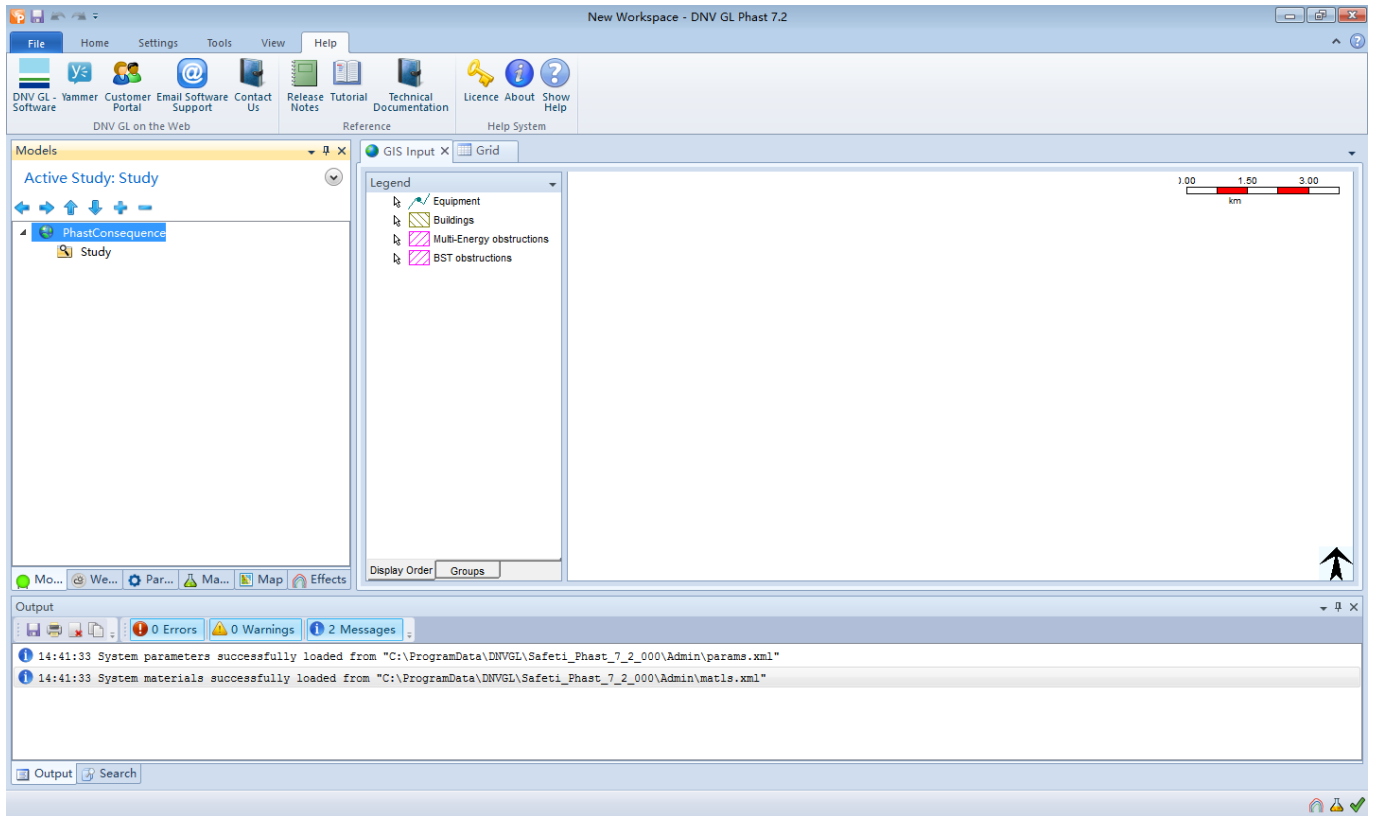 New Workspace - DNV GL Phast 7.2
File Home Settings Tools View Help
DNV GL - Software
Yammer
Customer Portal
Email Software Support
Contact Us
Release Notes
Tutorial
Technical Documentation
Licence
About
Show Help
DNV GL on the Web
Reference
Help System
Models
GIS Input
Grid
Active Study: Study
PhastConsequence
Study
Legend
Equipment
Buildings
Multi-Energy obstructions
BST obstructions
).00 1.50 3.00
km
Display Order Groups
Mo... We... Par... Ma... Map Effects
Output
0 Errors 0 Warnings 2 Messages
14:41:33 System parameters successfully loaded from "C:\ProgramData\DNVGL\Safeti_Phast_7_2_000\Admin\params.xml"
14:41:33 System materials successfully loaded from "C:\ProgramData\DNVGL\Safeti_Phast_7_2_000\Admin\matls.xml"
Output Search